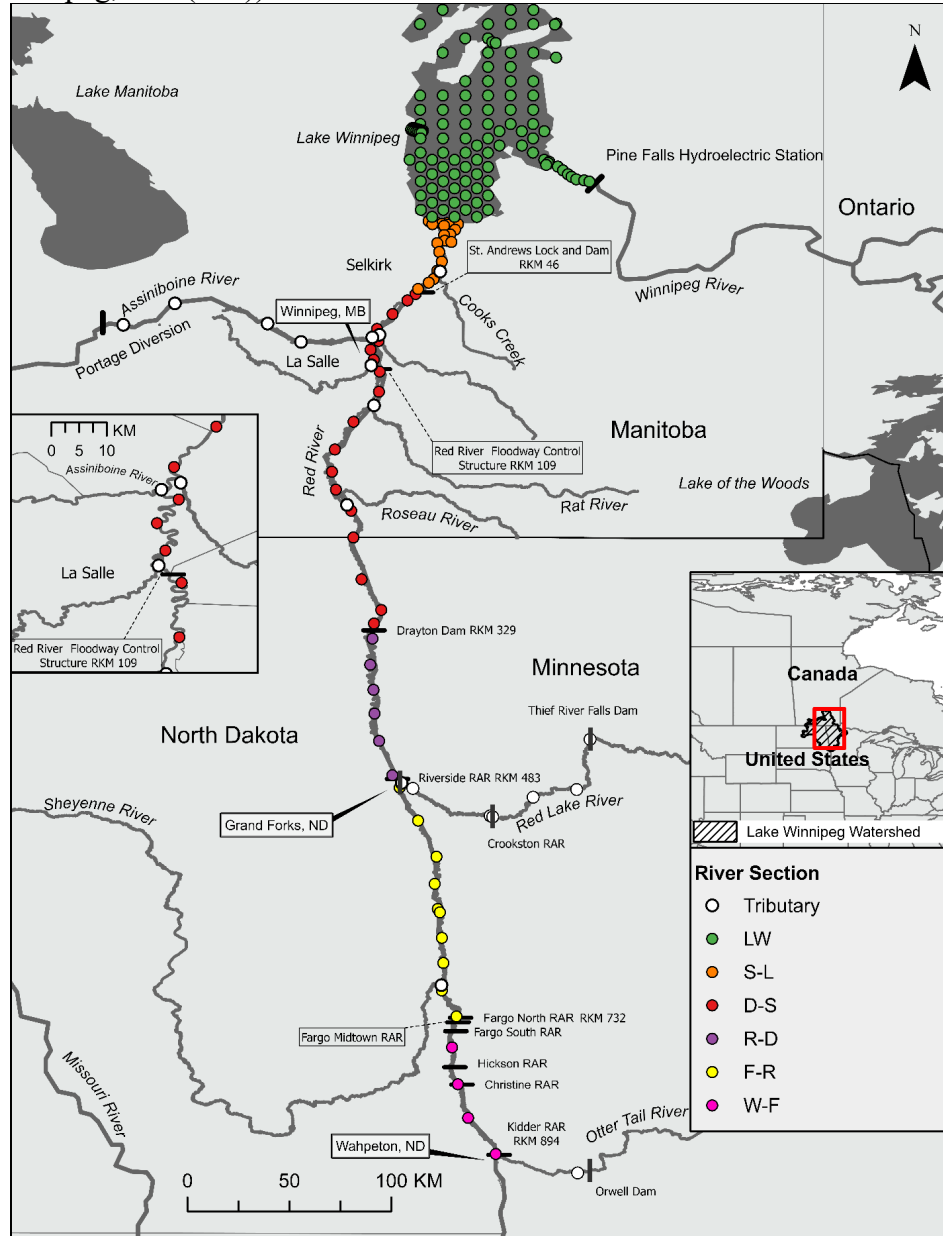 N
Lake Manitoba
Lake Winnipeg
Pine Falls Hydroelectric Station
Ontario
St. Andrews Lock and Dam
RKM 46
Selkirk
Assiniboine River
Winnipeg River
Winnipeg, MB
Cooks Creek
Portage Diversion
La Salle
0 5 10 KM
Assiniboine River
La Salle
Red River Floodway Control
Structure RKM 109
Red River
Manitoba
Red River Floodway Control
Structure RKM 109
Lake of the Woods
Rat River
Roseau River
Drayton Dam RKM 329
Minnesota
North Dakota
Thief River Falls Dam
Canada
United States
Lake Winnipeg Watershed
Riverside RAR RKM 483
Sheyenne River
Red Lake River
Grand Forks, ND
Crookston RAR
River Section
Tributary
LW
S-L
D-S
R-D
F-R
W-F
Fargo North RAR RKM 732
Fargo Midtown RAR
Fargo South RAR
Hickson RAR
Christine RAR
Missouri River
Kidder RAR
RKM 894
Otter Tail River
Wahpeton, ND
Orwell Dam
0 50 100 KM